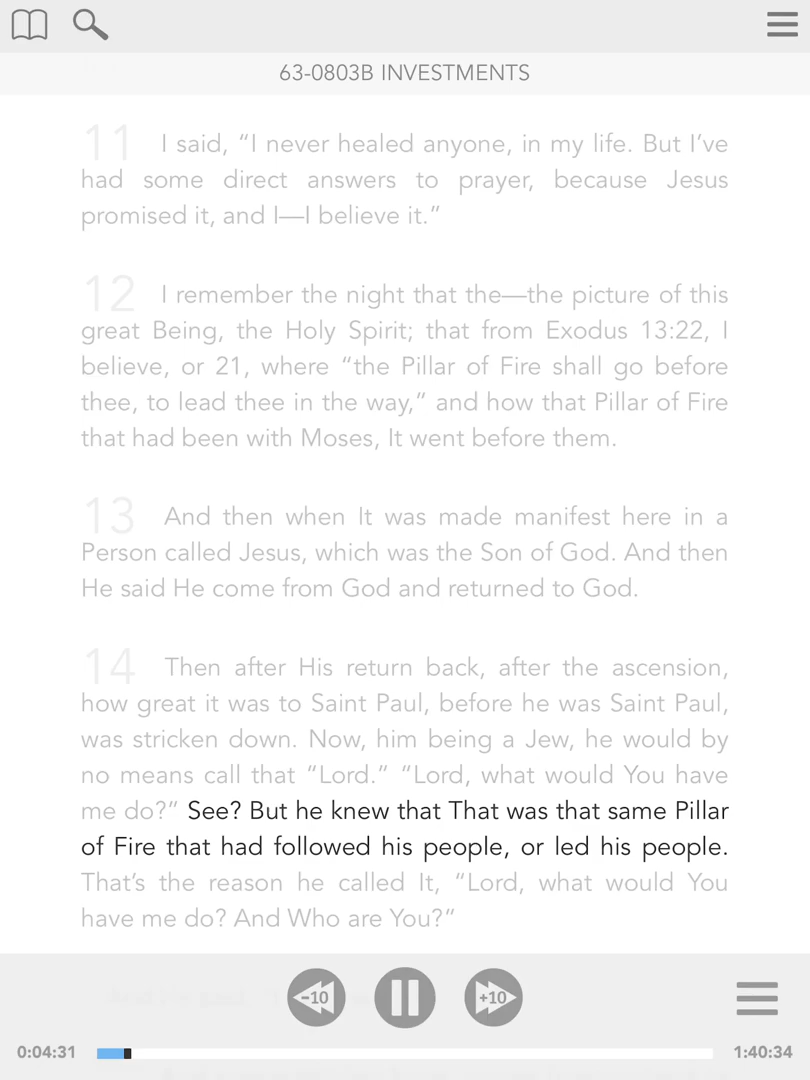 63-0803B INVESTMENTS
11 I said, “I never healed anyone, in my life. But I’ve
had some direct answers to prayer, because Jesus
promised it, and I—I believe it.”
12 I remember the night that the—the picture of this
great Being, the Holy Spirit; that from Exodus 13:22, I
believe, or 21, where “the Pillar of Fire shall go before
thee, to lead thee in the way,” and how that Pillar of Fire
that had been with Moses, It went before them.
13 And then when It was made manifest here in a
Person called Jesus, which was the Son of God. And then
He said He come from God and returned to God.
14 Then after His return back, after the ascension,
how great it was to Saint Paul, before he was Saint Paul,
was stricken down. Now, him being a Jew, he would by
no means call that “Lord.” “Lord, what would You have
me do?” See? But he knew that That was that same Pillar
of Fire that had followed his people, or led his people.
That’s the reason he called It, “Lord, what would You
have me do? And Who are You?”
-10 +10
0:04:31 1:40:34